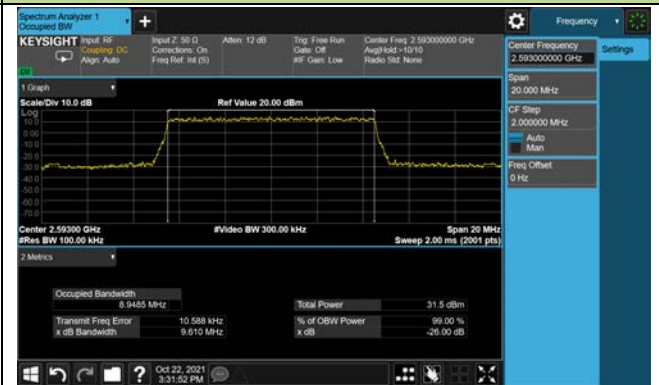 Spectrum Analyzer 1
Occupied BW
Frequency
KEYSIGHT
Input: RF
Coupling: DC
Align: Auto
Input Z: 50 Ω
Corrections: On
Freq Ref: Int (S)
Atten: 12 dB
Trig: Free Run
Gate: Off
#IF Gain: Low
Center Freq: 2.593000000 GHz
Avg|Hold:>10/10
Radio Std: None
Center Frequency
2.593000000 GHz
Settings
Span
20.000 MHz
CF Step
2.000000 MHz
Auto
Man
Freq Offset
0 Hz
1 Graph
Scale/Div 10.0 dB
Ref Value 20.00 dBm
Log
10.0
0.00
-10.0
-20.0
-30.0
-40.0
-50.0
-60.0
-70.0
Center 2.59300 GHz
#Video BW 300.00 kHz
Span 20 MHz
#Res BW 100.00 kHz
Sweep 2.00 ms (2001 pts)
2 Metrics
Occupied Bandwidth
8.9485 MHz
Total Power 31.5 dBm
Transmit Freq Error 10.588 kHz
% of OBW Power 99.00 %
x dB Bandwidth 9.610 MHz
x dB -26.00 dB
?
Oct 22, 2021
3:31:52 PM